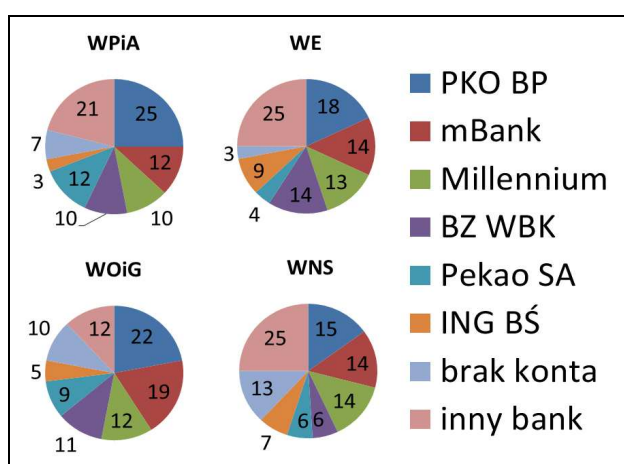 WPiA
25
12
10
10
12
3
7
21
WE
18
14
13
14
4
9
3
25
WOiG
22
19
12
11
9
5
10
12
WNS
15
14
14
6
6
7
13
25
PKO BP
mBank
Millennium
BZ WBK
Pekao SA
ING BŚ
brak konta
inny bank